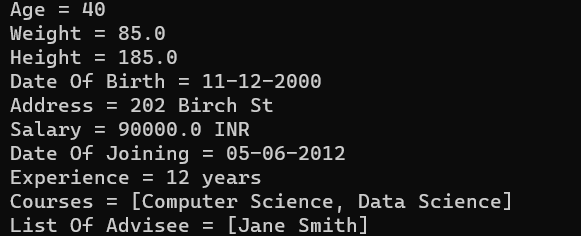 Age = 40
Weight = 85.0
Height = 185.0
Date Of Birth = 11-12-2000
Address = 202 Birch St
Salary = 90000.0 INR
Date Of Joining = 05-06-2012
Experience = 12 years
Courses = [Computer Science, Data Science]
List Of Advisee = [Jane Smith]